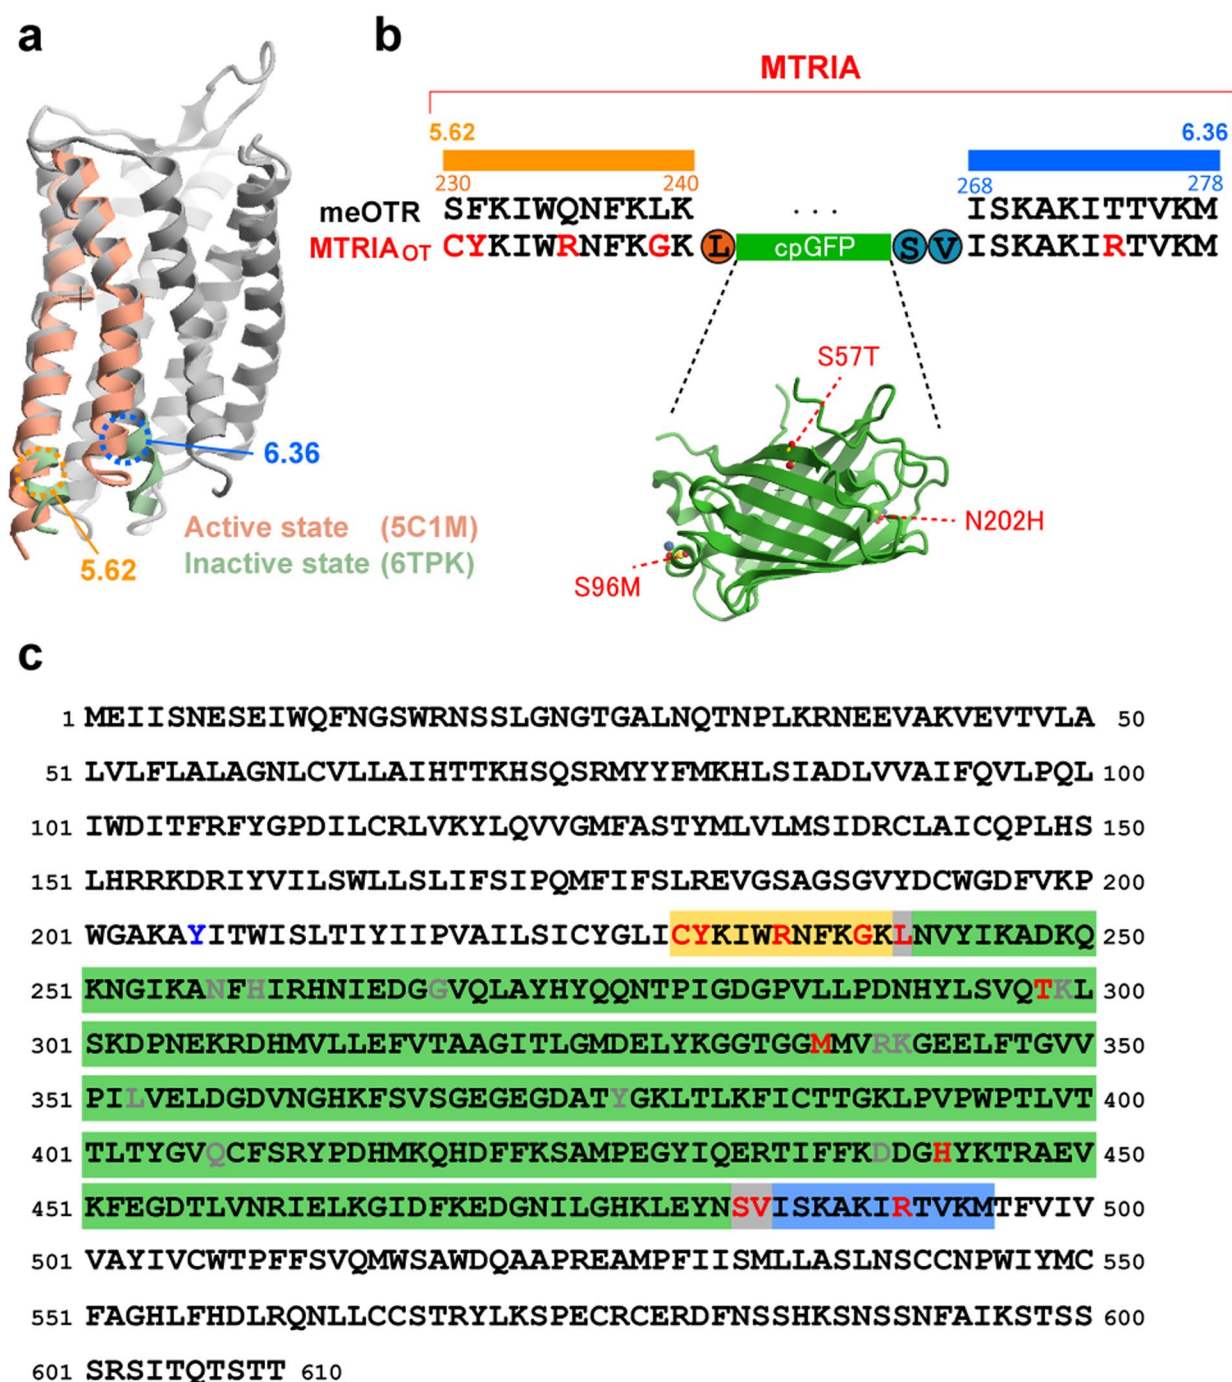 a
6.36
5.62
Active state (5C1M)
Inactive state (6TPK)
b
MTRIA
5.62 6.36
230 240 268 278
meOTR SFKIWQNFKLK ... ISKAKITTVKM
MTRIA OT CYKIWRNFKGK L cpGFP S V ISKAKIRTVKM
S57T
N202H
S96M
c
1 MEIISNESEIWQFNGSWRNSSLGNGTGALNQTNPLKRNEEVAKVEVTVLA 50
51 LVLFLALAGNLCVLLAIHTTKHSQSRMYYFMKHLSIADLVVAIFQVLPQL 100
101 IWDITFRFYGPDILCRLVKYLQVVGMFASTYMLVLMSIDRCLAICQPLHS 150
151 LHRRKDRIYVILSWLLSLIFSIPQMFIFSLREVGSAGSGVYDCWGDFVKP 200
201 WGAKAYITWISLTIYIIPVAILSICYGLICYKIWRNFKGKLNVYIKADKQ 250
251 KNGIKANFHIRHNIEDGGVQLAYHYQQNTPIGDGPVLLPDNHYLSVQTKL 300
301 SKDPNEKRDHMVLLEFVTAAGITLGMDELYKGGTGGMMVRKGEELFTGVV 350
351 PILVELDGDVNGHKFSVSGEGEGDATYGKLTLKFICTTGKLPVPWPTLVT 400
401 TLTYGVQCFSRYPDHMKQHDFFKSAMPEGYIQERTIFFKDDGHYKTRAEV 450
451 KFEGDTLVNRIELKGIDFKEDGNILGHKLEYNSVISKAKIRTVKMTFVIV 500
501 VAYIVCWTPFFSVQMWSAWDQAAPREAMPFIISMLLASLNSCCNPWIYMC 550
551 FAGHLFHDLRQNLLCCSTRYLKSPECRCERDFNSSHKSNSSNFAIKSTSS 600
601 SRSITQTSTT 610